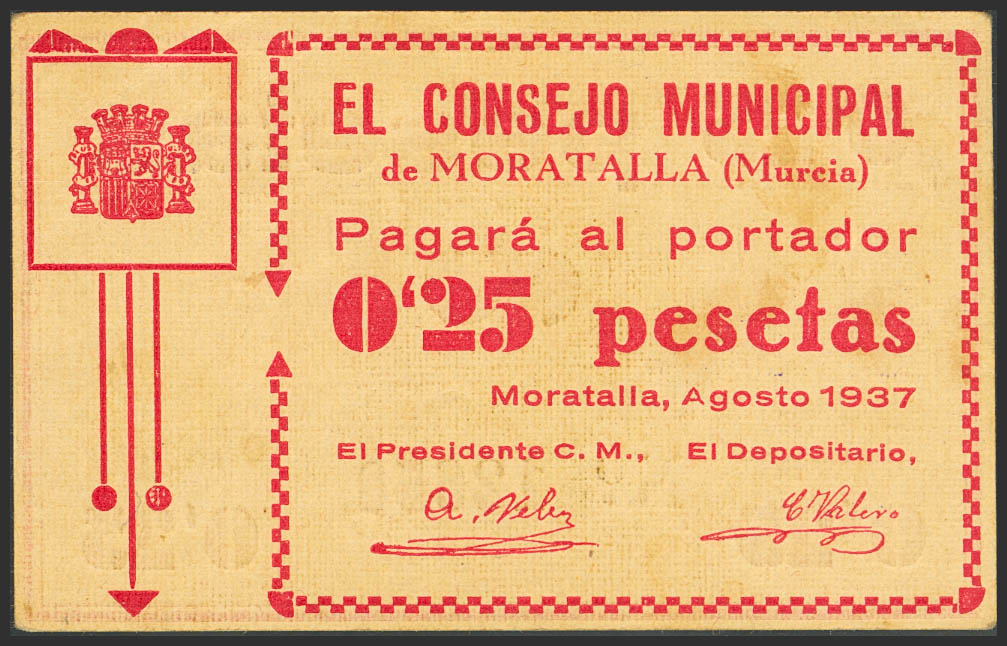 EL CONSEJO MUNICIPAL
de MORATALLA (Murcia)
Pagará al portador
0'25 pesetas
Moratalla, Agosto 1937
El Presidente C. M., El Depositario,
A. Velez E Valero